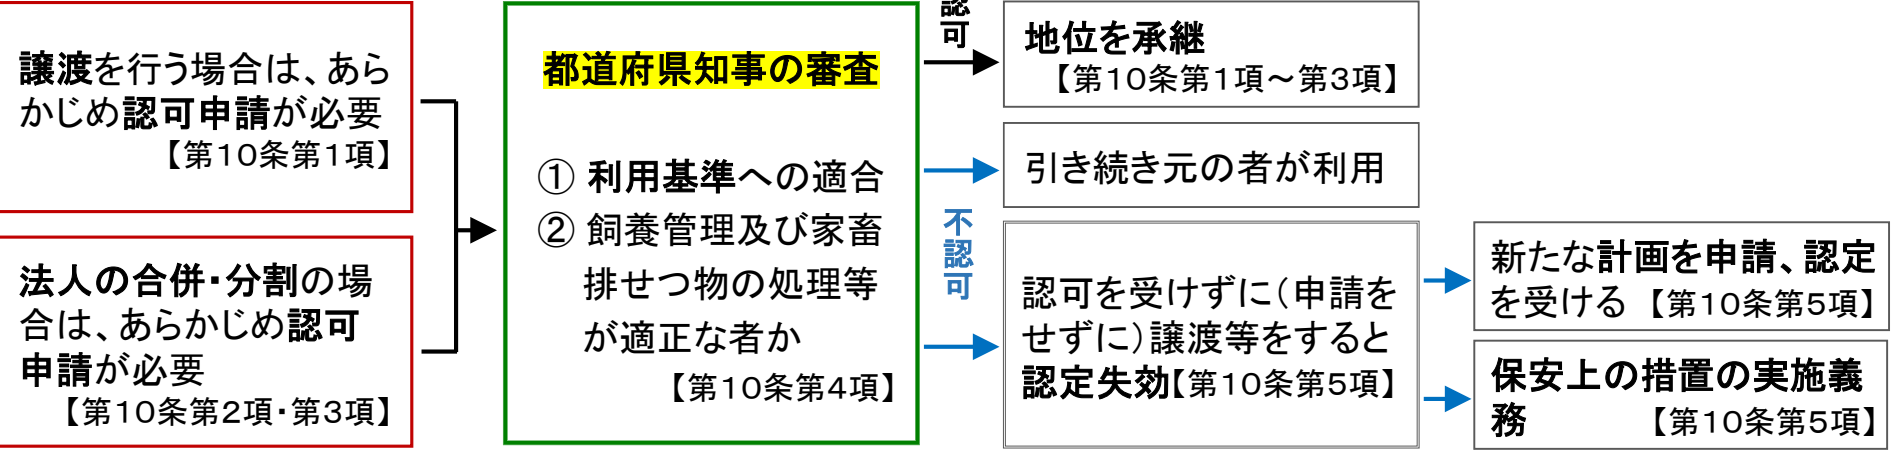 譲渡を行う場合は、あら
かじめ認可申請が必要
【第10条第1項】
法人の合併・分割の場
合は、あらかじめ認可
申請が必要
【第10条第2項・第3項】
都道府県知事の審査
① 利用基準への適合
② 飼養管理及び家畜
排せつ物の処理等
が適正な者か
【第10条第4項】
認可
不認可
地位を承継
【第10条第1項～第3項】
引き続き元の者が利用
認可を受けずに（申請を
せずに）譲渡等をすると
認定失効【第10条第5項】
新たな計画を申請、認定
を受ける 【第10条第5項】
保安上の措置の実施義
務 【第10条第5項】